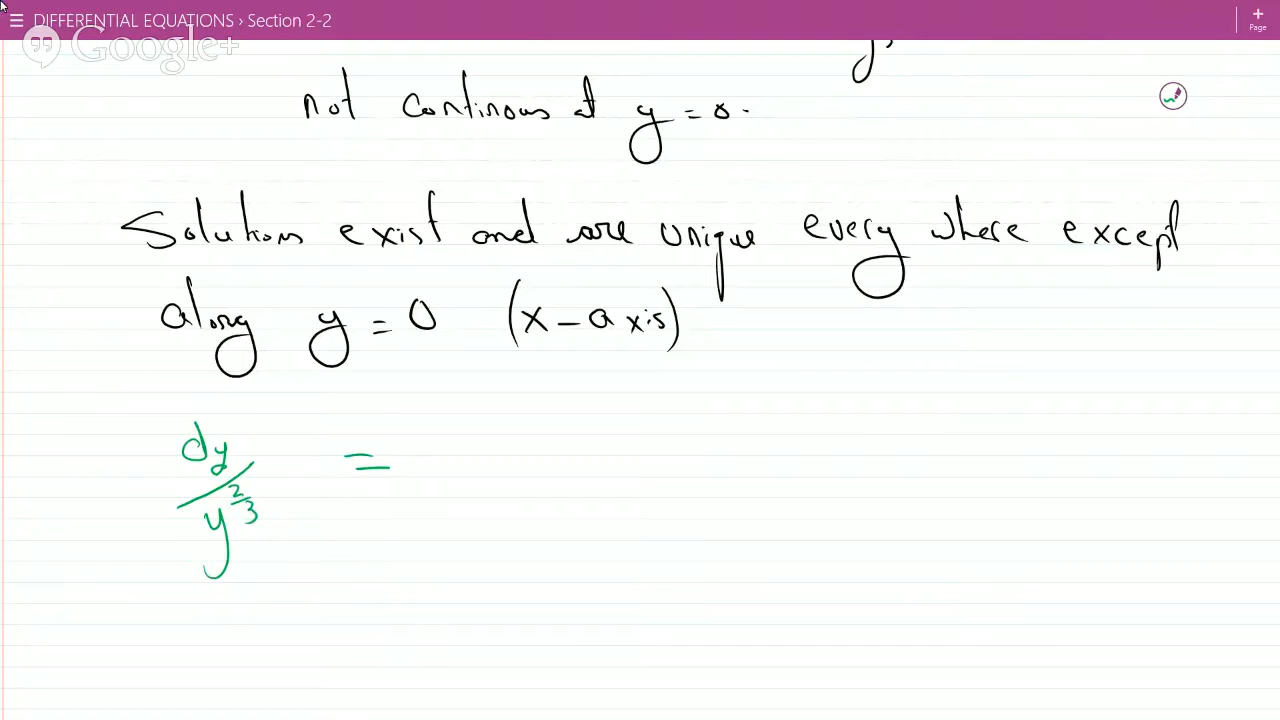 DIFFERENTIAL EQUATIONS › Section 2-2
Page
Google+
y,
not continous at y = 0.
Solutions exist and are unique every where except
along y = 0 (x - axis)
dy/y^(2/3) =